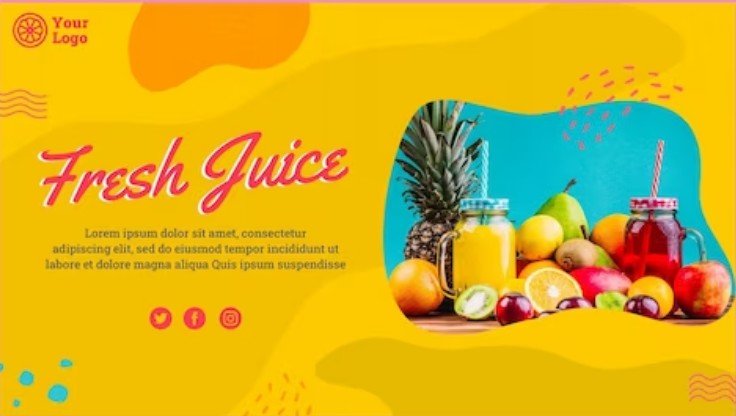 Your
Logo
Fresh Juice
Lorem ipsum dolor sit amet, consectetur
adipiscing elit, sed do eiusmod tempor incididunt ut
labore et dolore magna aliqua Quis ipsum suspendisse